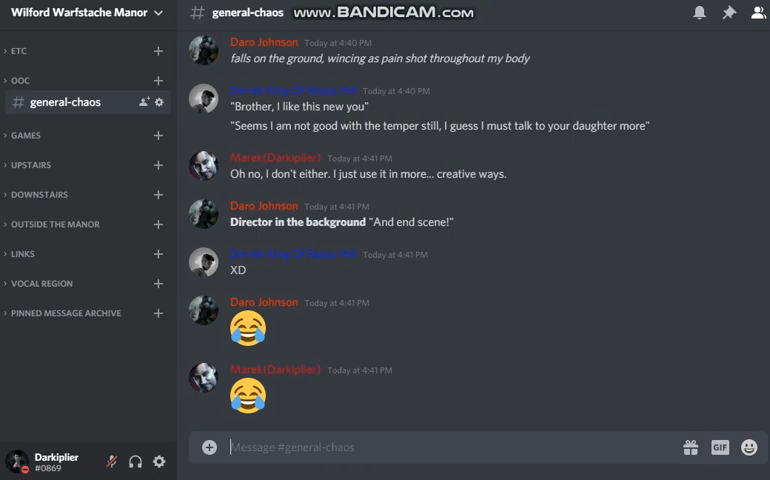 Wilford Warfstache Manor
# general-chaos
www.BANDICAM.com
ETC
OOC
# general-chaos
GAMES
UPSTAIRS
DOWNSTAIRS
OUTSIDE THE MANOR
LINKS
VOCAL REGION
PINNED MESSAGE ARCHIVE
Darkiplier
#0869
Daro Johnson Today at 4:40 PM
falls on the ground, wincing as pain shot throughout my body
Today at 4:40 PM
"Brother, I like this new you"
"Seems I am not good with the temper still, I guess I must talk to your daughter more"
Marek(Darkiplier) Today at 4:41 PM
Oh no, I don't either. I just use it in more... creative ways.
Daro Johnson Today at 4:41 PM
Director in the background "And end scene!"
Today at 4:41 PM
XD
Daro Johnson Today at 4:41 PM
Marek(Darkiplier) Today at 4:41 PM
Message #general-chaos
GIF